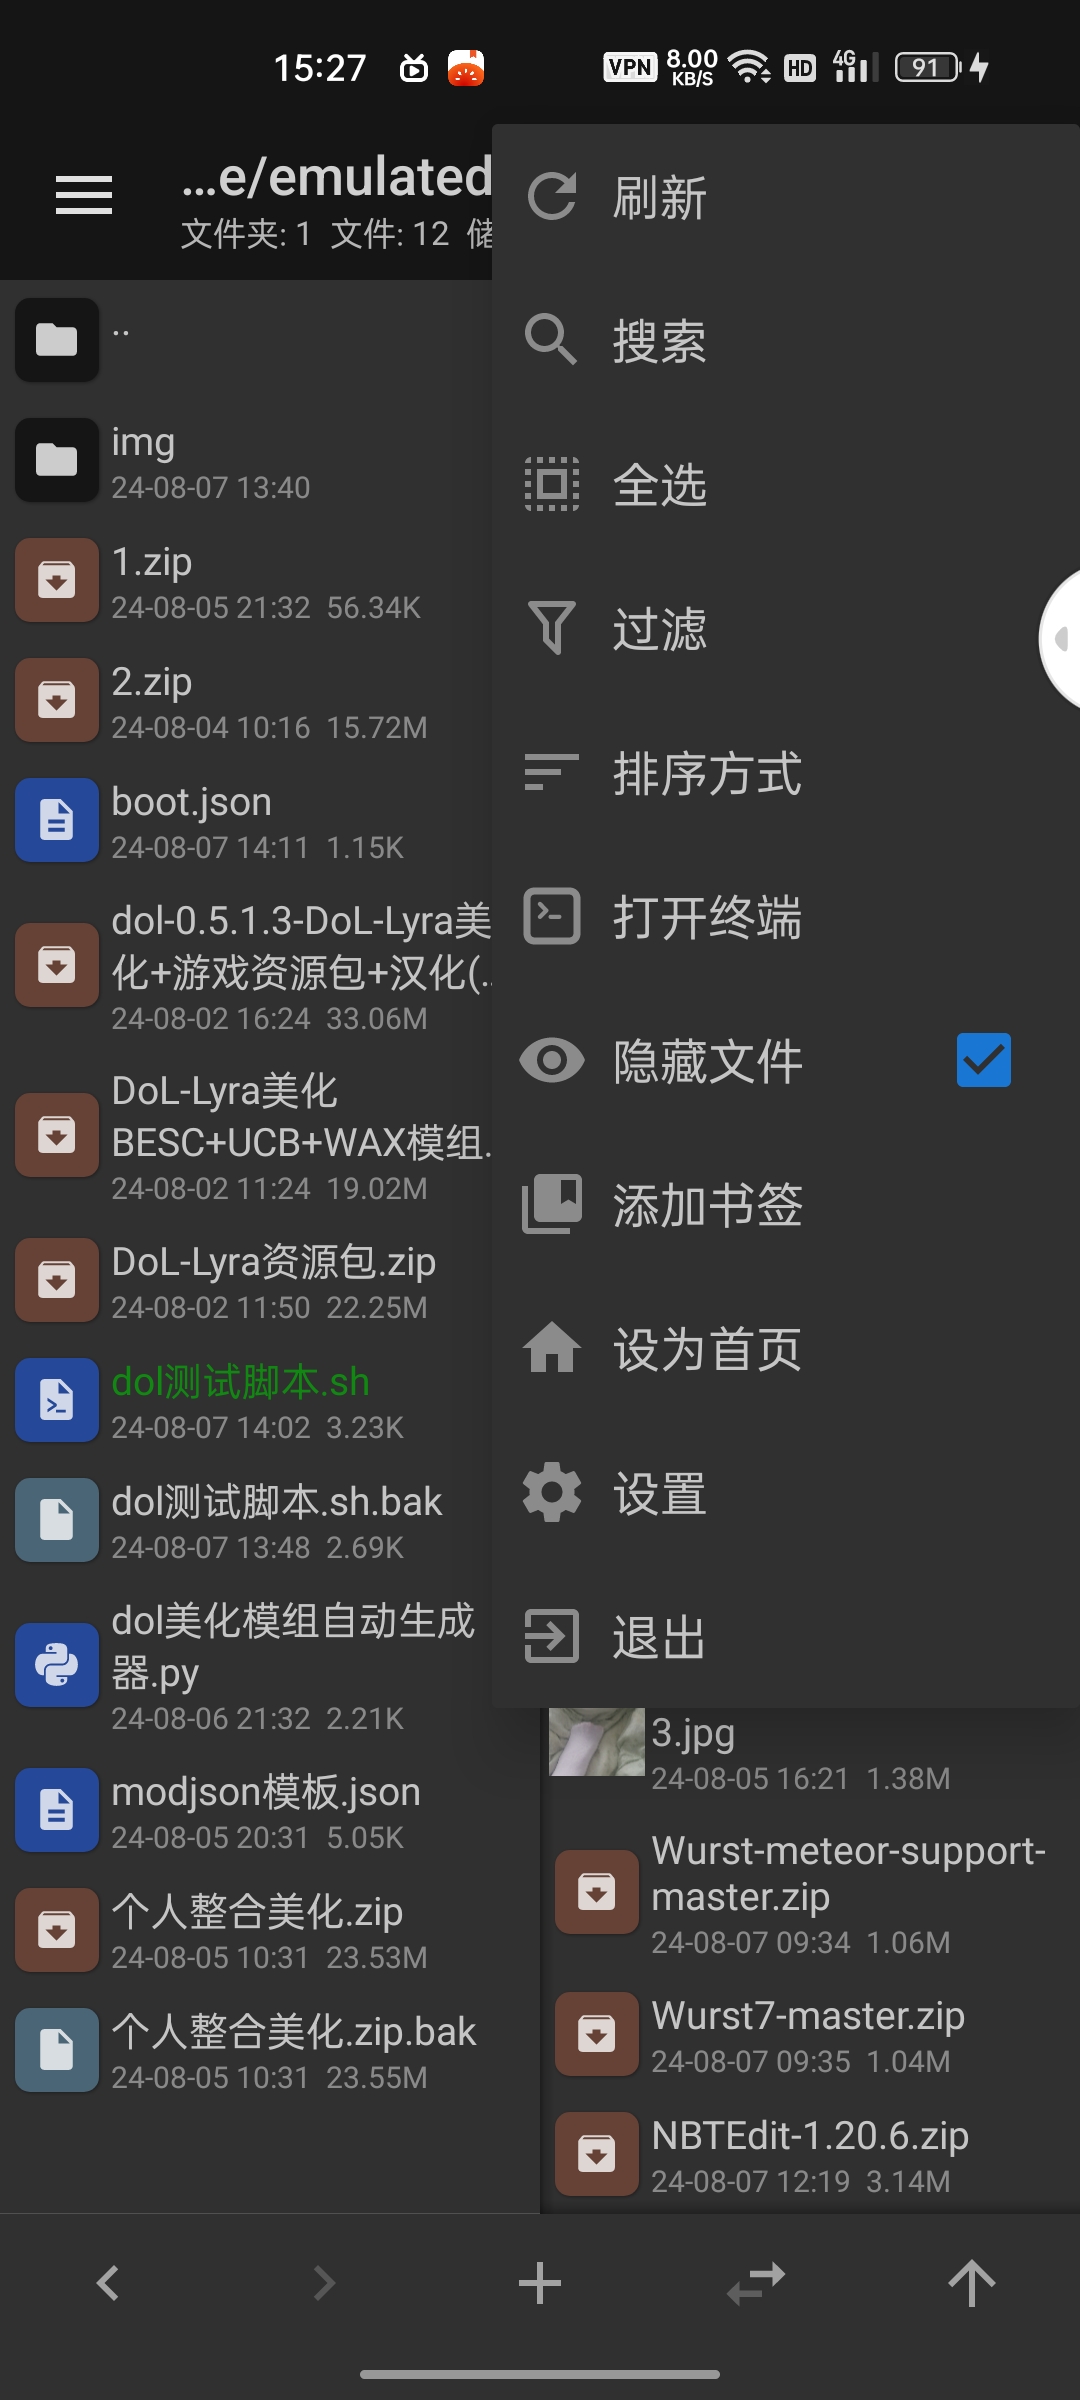 15:27
VPN 8.00 KB/S HD 4G 91
...e/emulated
文件夹: 1 文件: 12 储
..
img
24-08-07 13:40
1.zip
24-08-05 21:32 56.34K
2.zip
24-08-04 10:16 15.72M
boot.json
24-08-07 14:11 1.15K
dol-0.5.1.3-DoL-Lyra美
化+游戏资源包+汉化(..
24-08-02 16:24 33.06M
DoL-Lyra美化
BESC+UCB+WAX模组.
24-08-02 11:24 19.02M
DoL-Lyra资源包.zip
24-08-02 11:50 22.25M
dol测试脚本.sh
24-08-07 14:02 3.23K
dol测试脚本.sh.bak
24-08-07 13:48 2.69K
dol美化模组自动生成
器.py
24-08-06 21:32 2.21K
modjson模板.json
24-08-05 20:31 5.05K
个人整合美化.zip
24-08-05 10:31 23.53M
个人整合美化.zip.bak
24-08-05 10:31 23.55M
刷新
搜索
全选
过滤
排序方式
打开终端
隐藏文件
添加书签
设为首页
设置
退出
3.jpg
24-08-05 16:21 1.38M
Wurst-meteor-support-
master.zip
24-08-07 09:34 1.06M
Wurst7-master.zip
24-08-07 09:35 1.04M
NBTEdit-1.20.6.zip
24-08-07 12:19 3.14M